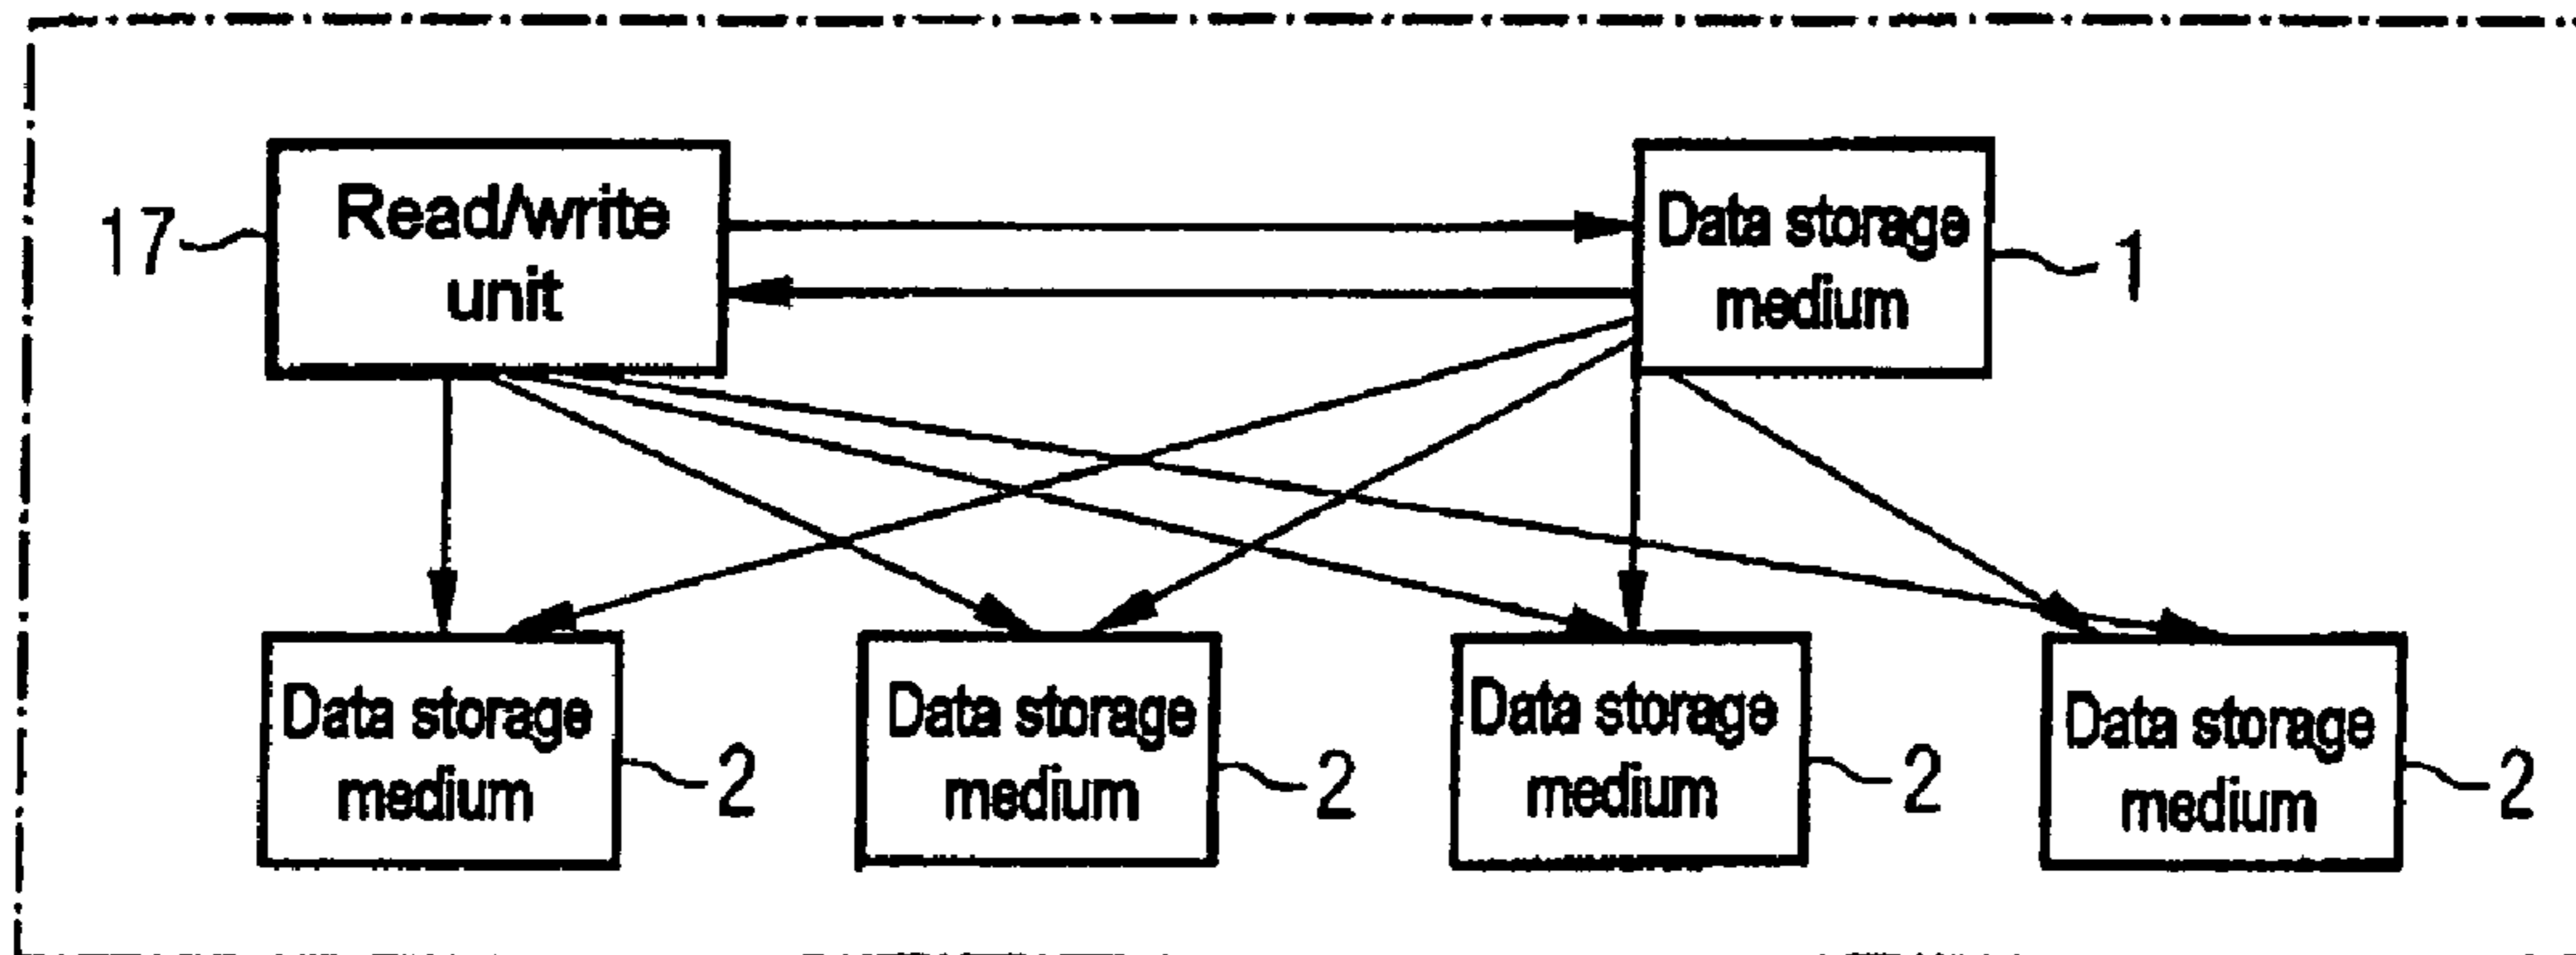 17
Read/write
unit
Data storage
medium
1
Data storage
medium
2
Data storage
medium
2
Data storage
medium
2
Data storage
medium
2